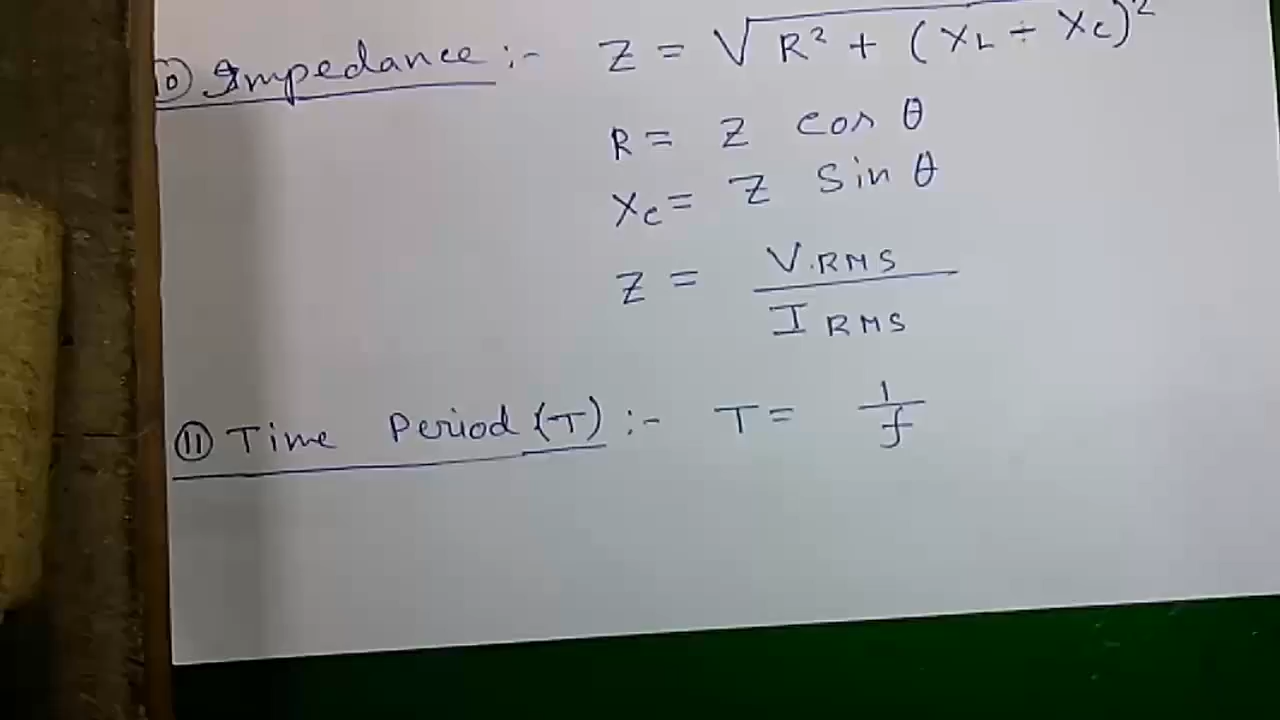 ⑩ Impedance :- Z = √R² + (XL ÷ XC)²
R = Z cos θ
XC = Z Sin θ
Z = V.RMS / I RMS
⑪ Time Period (T) :- T = 1/f